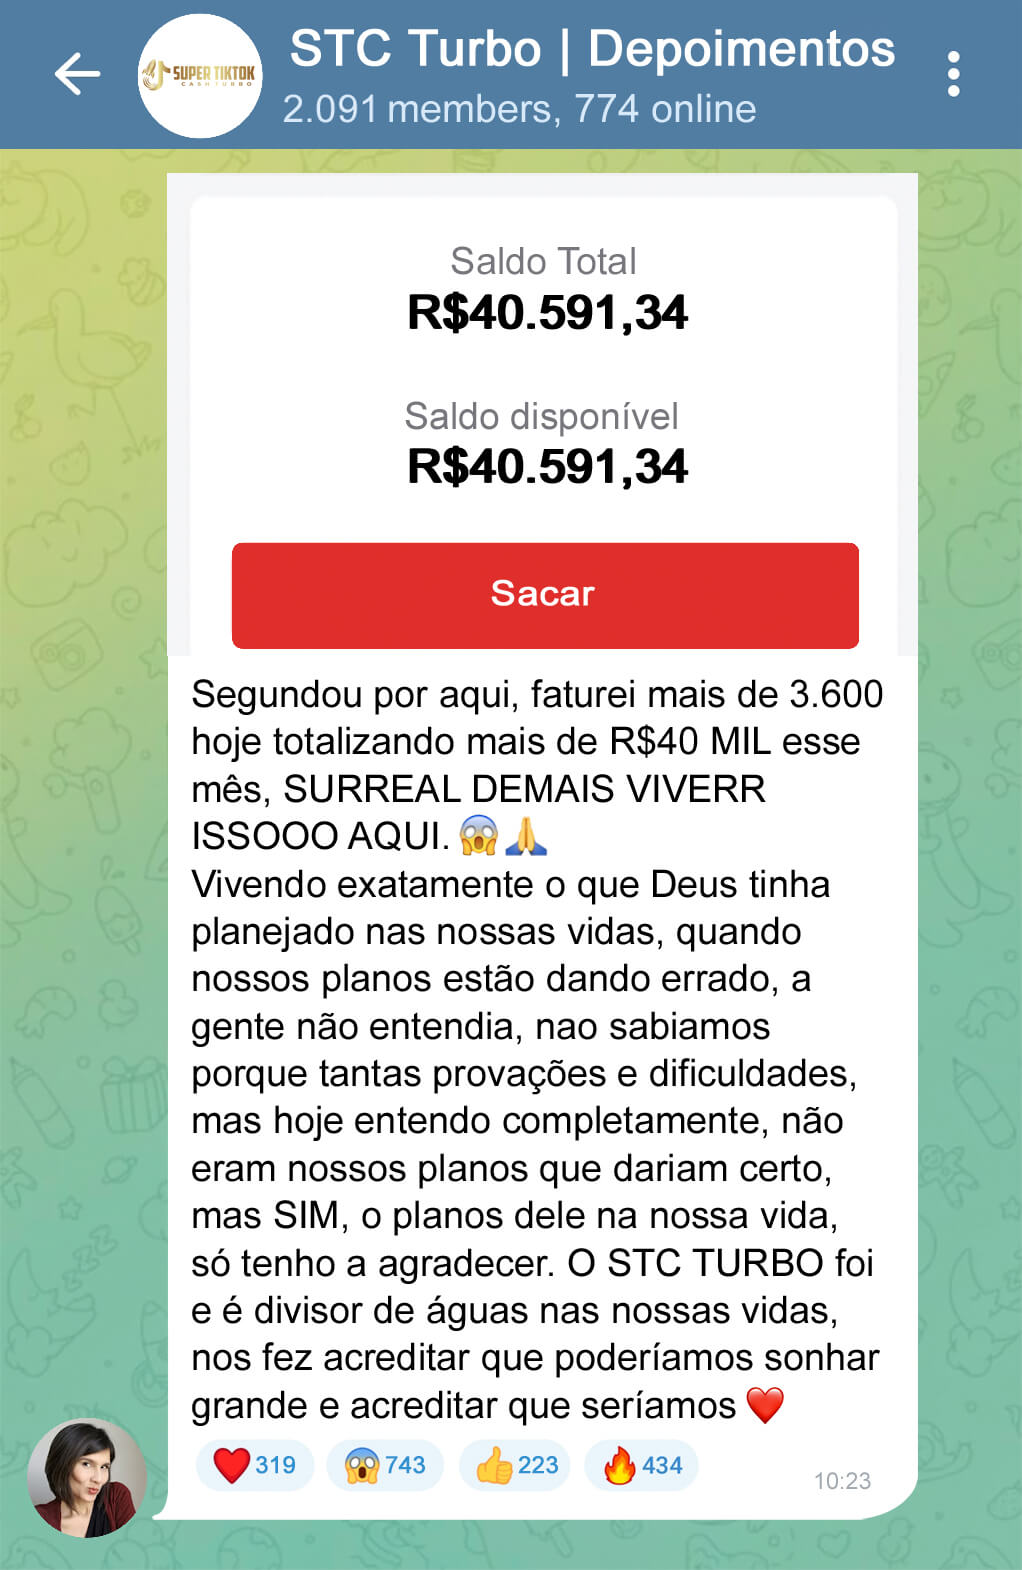 STC Turbo | Depoimentos
SUPER TIKTOK
CASH TURBO
2.091 members, 774 online
Saldo Total
R$40.591,34
Saldo disponível
R$40.591,34
Sacar
Segundou por aqui, faturei mais de 3.600
hoje totalizando mais de R$40 MIL esse
mês, SURREAL DEMAIS VIVERR
ISSOOO AQUI. 😱🙏
Vivendo exatamente o que Deus tinha
planejado nas nossas vidas, quando
nossos planos estão dando errado, a
gente não entendia, nao sabiamos
porque tantas provações e dificuldades,
mas hoje entendo completamente, não
eram nossos planos que dariam certo,
mas SIM, o planos dele na nossa vida,
só tenho a agradecer. O STC TURBO foi
e é divisor de águas nas nossas vidas,
nos fez acreditar que poderíamos sonhar
grande e acreditar que seríamos ❤️
❤️ 319 😱 743 👍 223 🔥 434
10:23